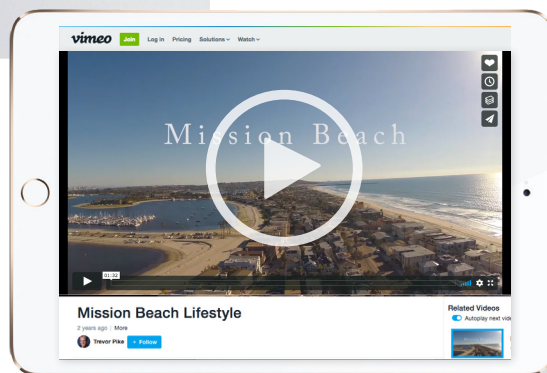 vimeo Join Log in Pricing Solutions Watch
Mission Beach
01:32
Mission Beach Lifestyle
2 years ago | More
Trevor Pike + Follow
Related Videos
Autoplay next